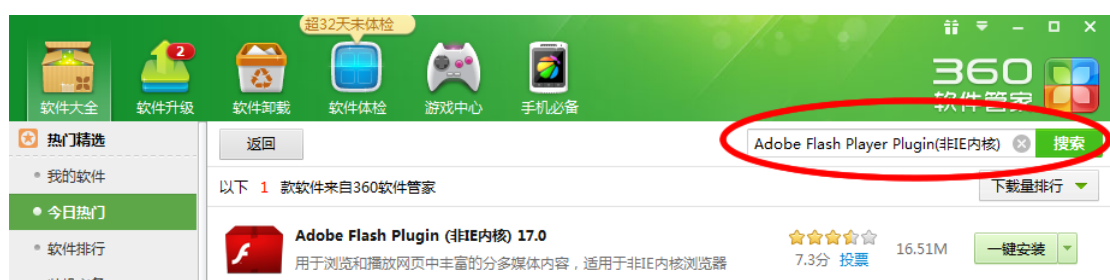 超32天未体检
2
软件大全
软件升级
软件卸载
软件体检
游戏中心
手机必备
360
软件管家
热门精选
返回
Adobe Flash Player Plugin(非IE内核)
搜索
我的软件
以下 1 款软件来自360软件管家
下载量排行
今日热门
Adobe Flash Plugin (非IE内核) 17.0
用于浏览和播放网页中丰富的分多媒体内容，适用于非IE内核浏览器
7.3分 投票
16.51M
一键安装
软件排行